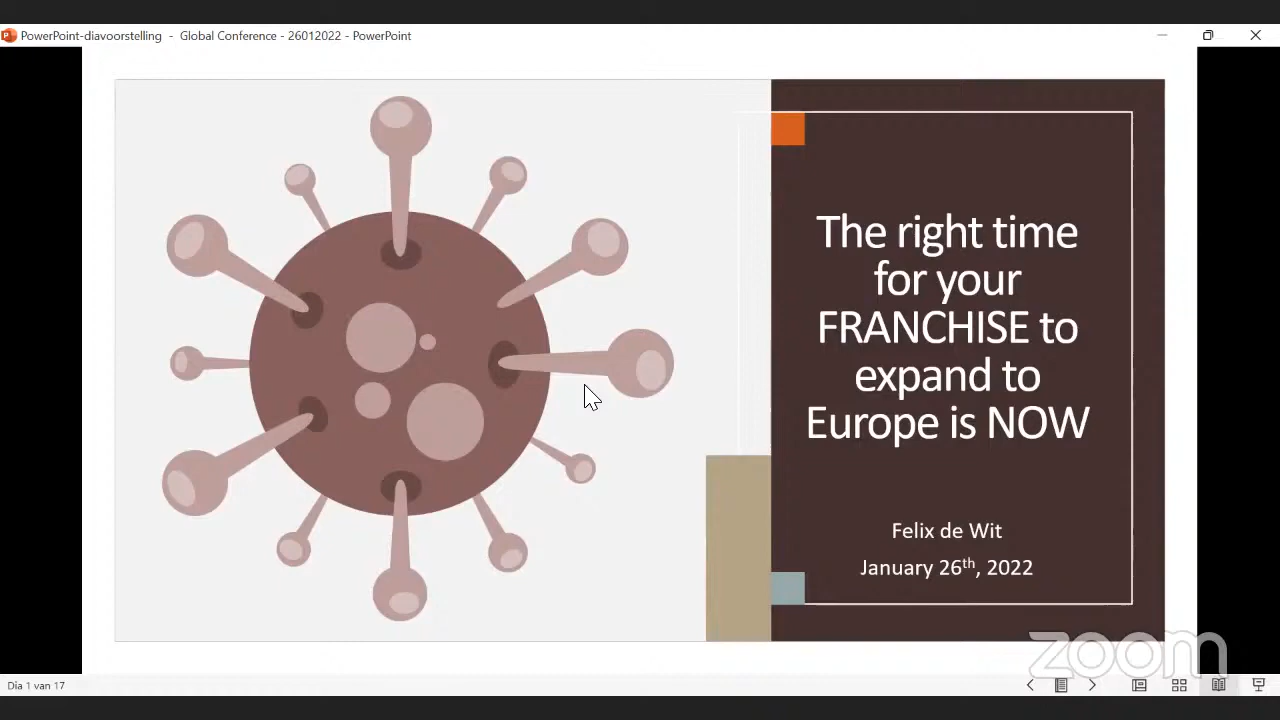 PowerPoint-diavoorstelling - Global Conference - 26012022 - PowerPoint
The right time
for your
FRANCHISE to
expand to
Europe is NOW
Felix de Wit
January 26th, 2022
zoom
Dia 1 van 17